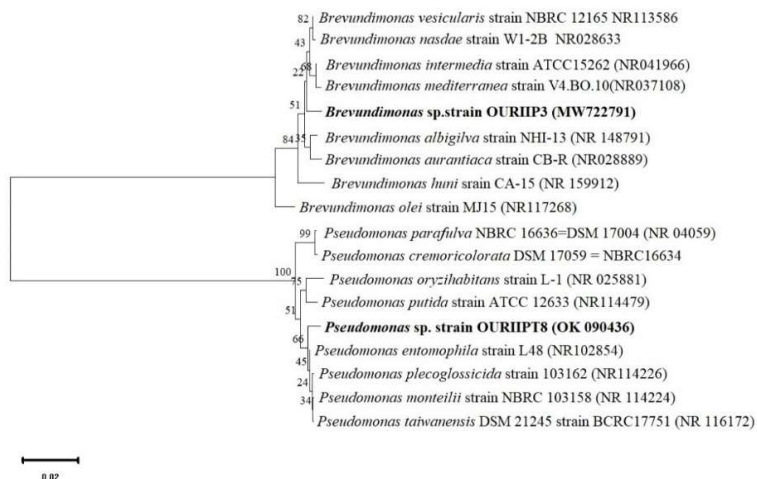 82
Brevundimonas vesicularis strain NBRC 12165 NR113586
43
Brevundimonas nasdae strain W1-2B NR028633
68
Brevundimonas intermedia strain ATCC15262 (NR041966)
22
Brevundimonas mediterranea strain V4.BO.10(NR037108)
51
Brevundimonas sp.strain OURIIP3 (MW722791)
84
35
Brevundimonas albigilva strain NHI-13 (NR 148791)
Brevundimonas aurantiaca strain CB-R (NR028889)
Brevundimonas huni srain CA-15 (NR 159912)
Brevundimonas olei strain MJ15 (NR117268)
99
Pseudomonas parafulva NBRC 16636=DSM 17004 (NR 04059)
Pseudomonas cremoricolorata DSM 17059 = NBRC16634
100
75
Pseudomonas oryzihabitans strain L-1 (NR 025881)
Pseudomonas putida strain ATCC 12633 (NR114479)
51
Pseudomonas sp. strain OURIIPT8 (OK 090436)
66
Pseudomonas entomophila strain L48 (NR102854)
45
Pseudomonas plecoglossicida strain 103162 (NR114226)
24
Pseudomonas monteilii strain NBRC 103158 (NR 114224)
34
Pseudomonas taiwanensis DSM 21245 strain BCRC17751 (NR 116172)
0.02